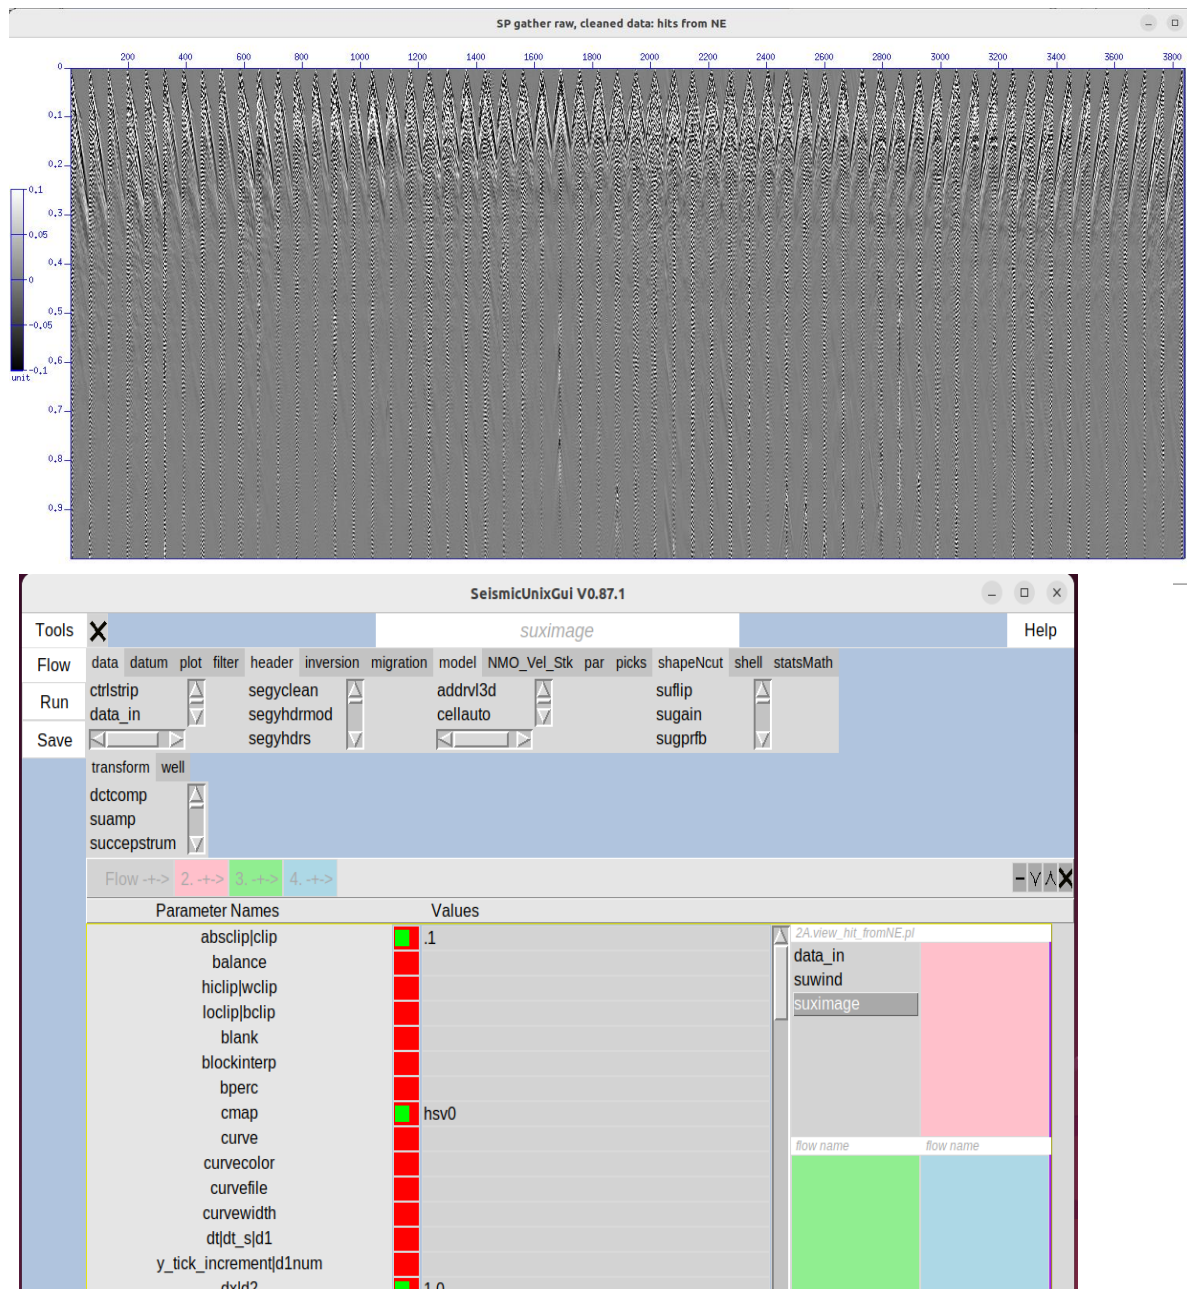 SP gather raw, cleaned data: hits from NE
200 400 600 800 1000 1200 1400 1600 1800 2000 2200 2400 2600 2800 3000 3200 3400 3600 3800
0
0.1
0.2
0.3
0.4
0.5
0.6
0.7
0.8
0.9
0.1
0.05
0
-0.05
-0.1
unit
SeismicUnixGui V0.87.1
Tools suximage Help
Flow data datum plot filter header inversion migration model NMO_Vel_Stk par picks shapeNcut shell statsMath
ctrlstrip segyclean addrvl3d suflip
Run data_in segyhdrmod cellauto sugain
Save segyhdrs sugprfb
transform well
dctcomp
suamp
succepstrum
Flow -+-> 2. -+-> 3. -+-> 4. -+->
Parameter Names Values
absclip|clip .1
balance
hiclip|wclip
loclip|bclip
blank
blockinterp
bperc
cmap hsv0
curve
curvecolor
curvefile
curvewidth
dt|dt_s|d1
y_tick_increment|d1num
dx|d2 1.0
2A.view_hit_fromNE.pl
data_in
suwind
suximage
flow name flow name